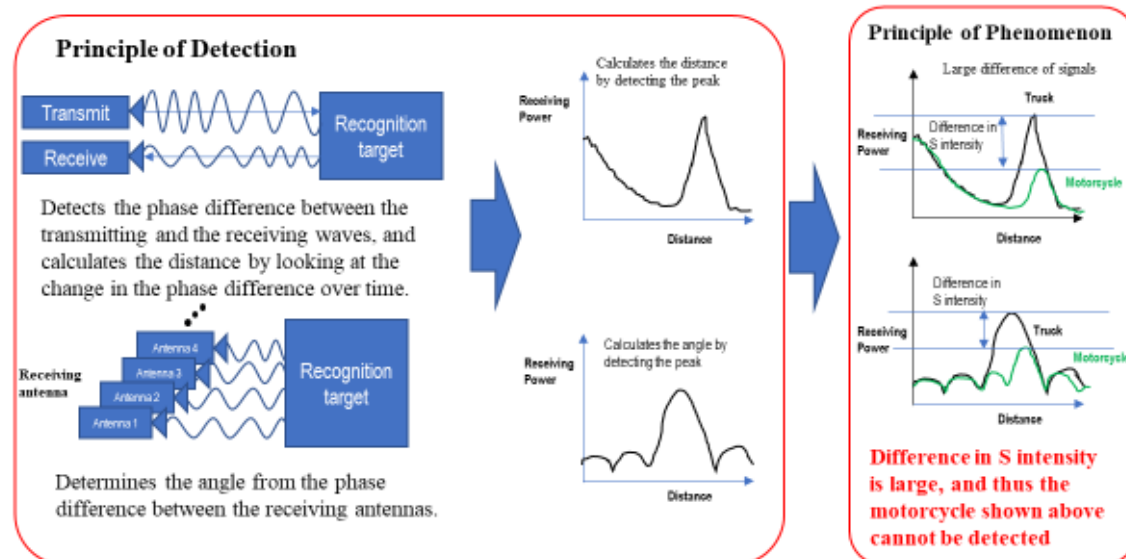 Principle of Detection
Transmit
Receive
Recognition
target
Detects the phase difference between the
transmitting and the receiving waves, and
calculates the distance by looking at the
change in the phase difference over time.
Receiving
antenna
Antenna 4
Antenna 3
Antenna 2
Antenna 1
Recognition
target
Determines the angle from the phase
difference between the receiving antennas.
Calculates the distance
by detecting the peak
Receiving
Power
Distance
Calculates the angle by
detecting the peak
Receiving
Power
Distance
Principle of Phenomenon
Large difference of signals
Truck
Receiving
Power
Difference in
S intensity
Motorcycle
Distance
Difference in
S intensity
Truck
Receiving
Power
Motorcycle
Distance
Difference in S intensity
is large, and thus the
motorcycle shown above
cannot be detected